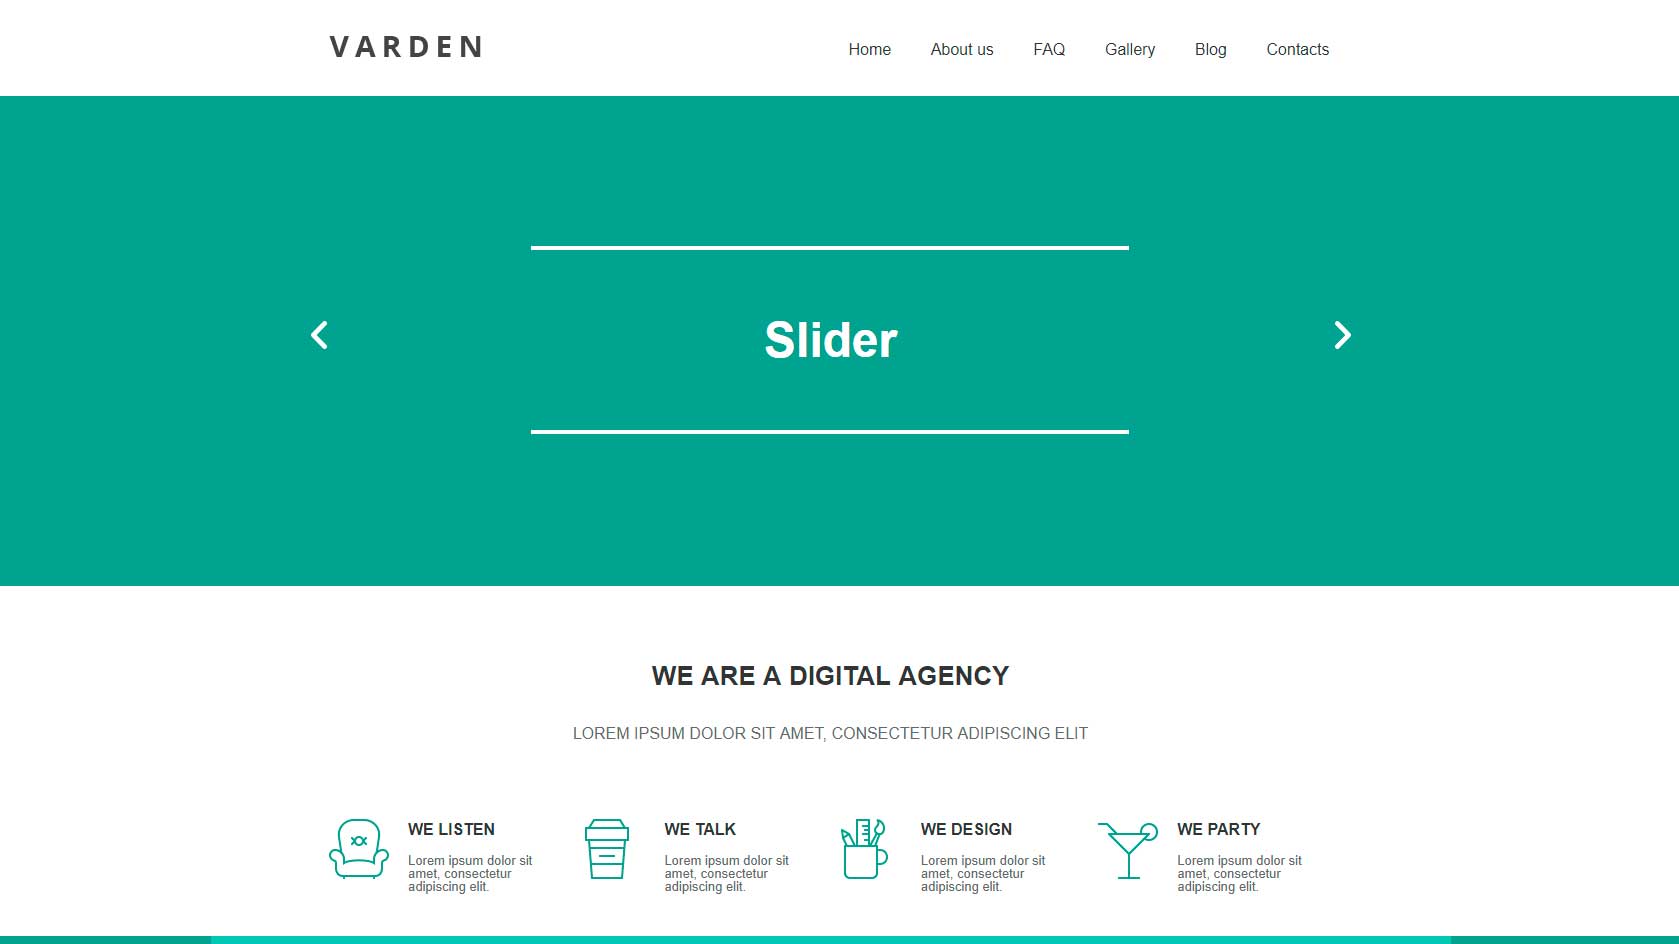 VARDEN
Home About us FAQ Gallery Blog Contacts
Slider
WE ARE A DIGITAL AGENCY
LOREM IPSUM DOLOR SIT AMET, CONSECTETUR ADIPISCING ELIT
WE LISTEN
Lorem ipsum dolor sit
amet, consectetur
adipiscing elit.
WE TALK
Lorem ipsum dolor sit
amet, consectetur
adipiscing elit.
WE DESIGN
Lorem ipsum dolor sit
amet, consectetur
adipiscing elit.
WE PARTY
Lorem ipsum dolor sit
amet, consectetur
adipiscing elit.